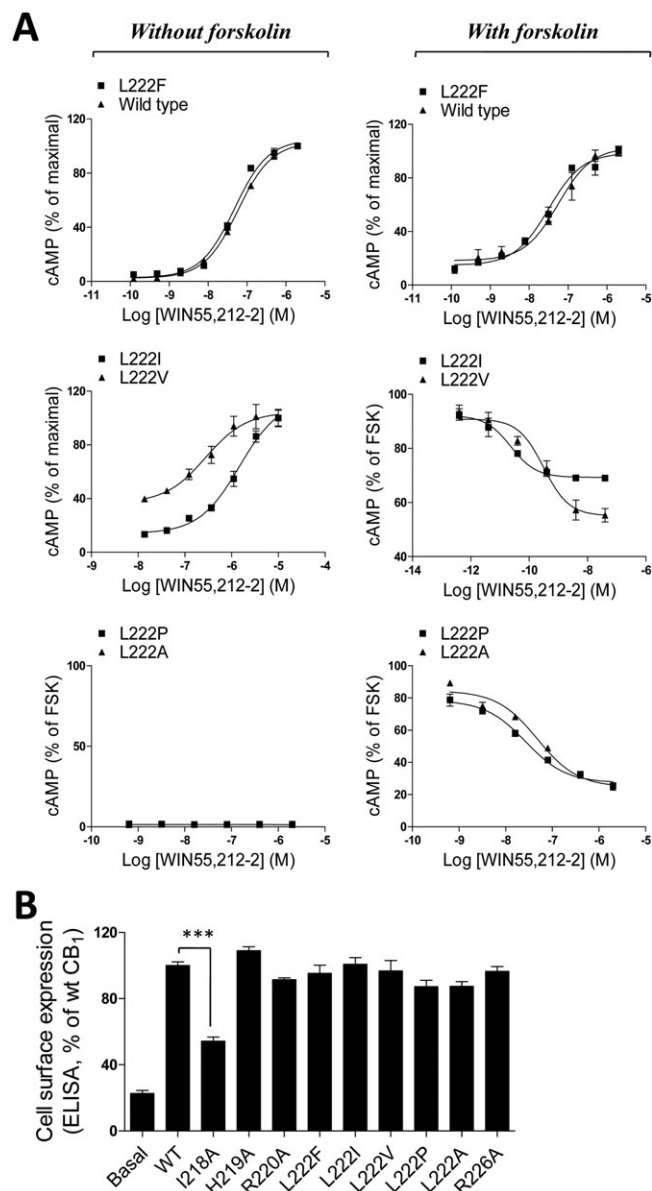 A
Without forskolin
With forskolin
L222F
Wild type
cAMP (% of maximal)
120
80
40
0
-11 -10 -9 -8 -7 -6 -5
Log [WIN55,212-2] (M)
L222F
Wild type
cAMP (% of maximal)
120
80
40
0
-11 -10 -9 -8 -7 -6 -5
Log [WIN55,212-2] (M)
L222I
L222V
cAMP (% of maximal)
120
80
40
0
-9 -8 -7 -6 -5 -4
Log [WIN55,212-2] (M)
L222I
L222V
cAMP (% of FSK)
100
80
60
40
-14 -12 -10 -8 -6
Log [WIN55,212-2] (M)
L222P
L222A
cAMP (% of FSK)
100
50
0
-10 -9 -8 -7 -6 -5
Log [WIN55,212-2] (M)
L222P
L222A
cAMP (% of FSK)
100
80
60
40
20
0
-10 -9 -8 -7 -6 -5
Log [WIN55,212-2] (M)
B
Cell surface expression
(ELISA, % of wt CB₁)
120
80
40
0
***
Basal
WT
I218A
H219A
R220A
L222F
L222I
L222V
L222P
L222A
R226A